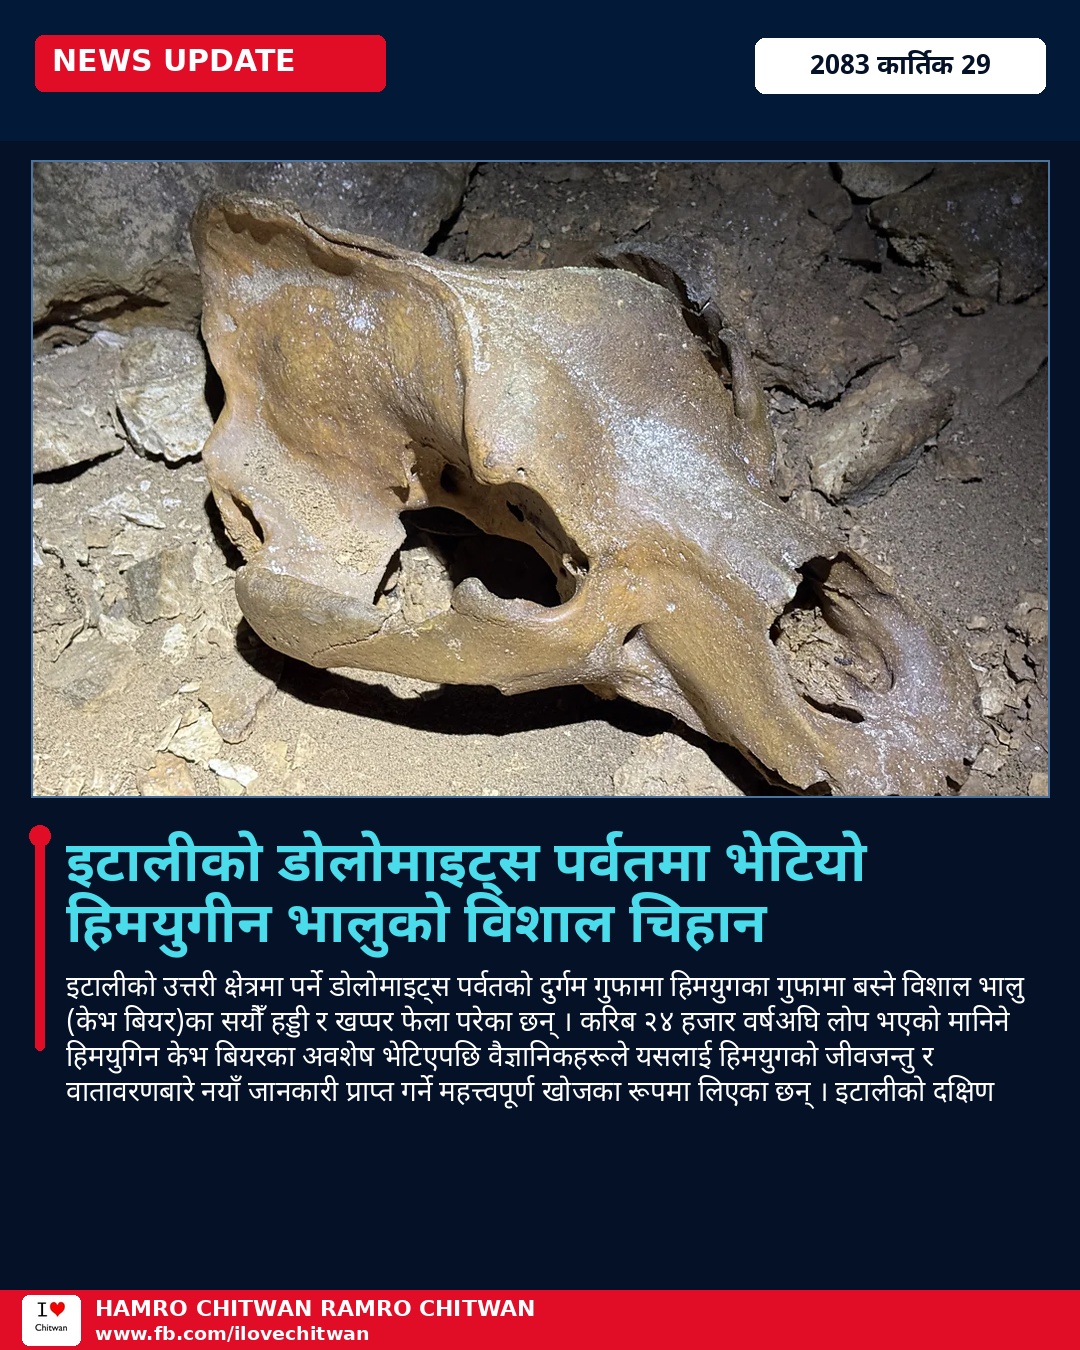 NEWS UPDATE
2083 कार्तिक 29
इटालीको डोलोमाइट्स पर्वतमा भेटियो
हिमयुगीन भालुको विशाल चिहान
इटालीको उत्तरी क्षेत्रमा पर्ने डोलोमाइट्स पर्वतको दुर्गम गुफामा हिमयुगका गुफामा बस्ने विशाल भालु
(केभ बियर)का सयौँ हड्डी र खप्पर फेला परेका छन् । करिब २४ हजार वर्षअघि लोप भएको मानिने
हिमयुगिन केभ बियरका अवशेष भेटिएपछि वैज्ञानिकहरूले यसलाई हिमयुगको जीवजन्तु र
वातावरणबारे नयाँ जानकारी प्राप्त गर्ने महत्त्वपूर्ण खोजका रूपमा लिएका छन् । इटालीको दक्षिण
I❤
Chitwan
HAMRO CHITWAN RAMRO CHITWAN
www.fb.com/ilovechitwan